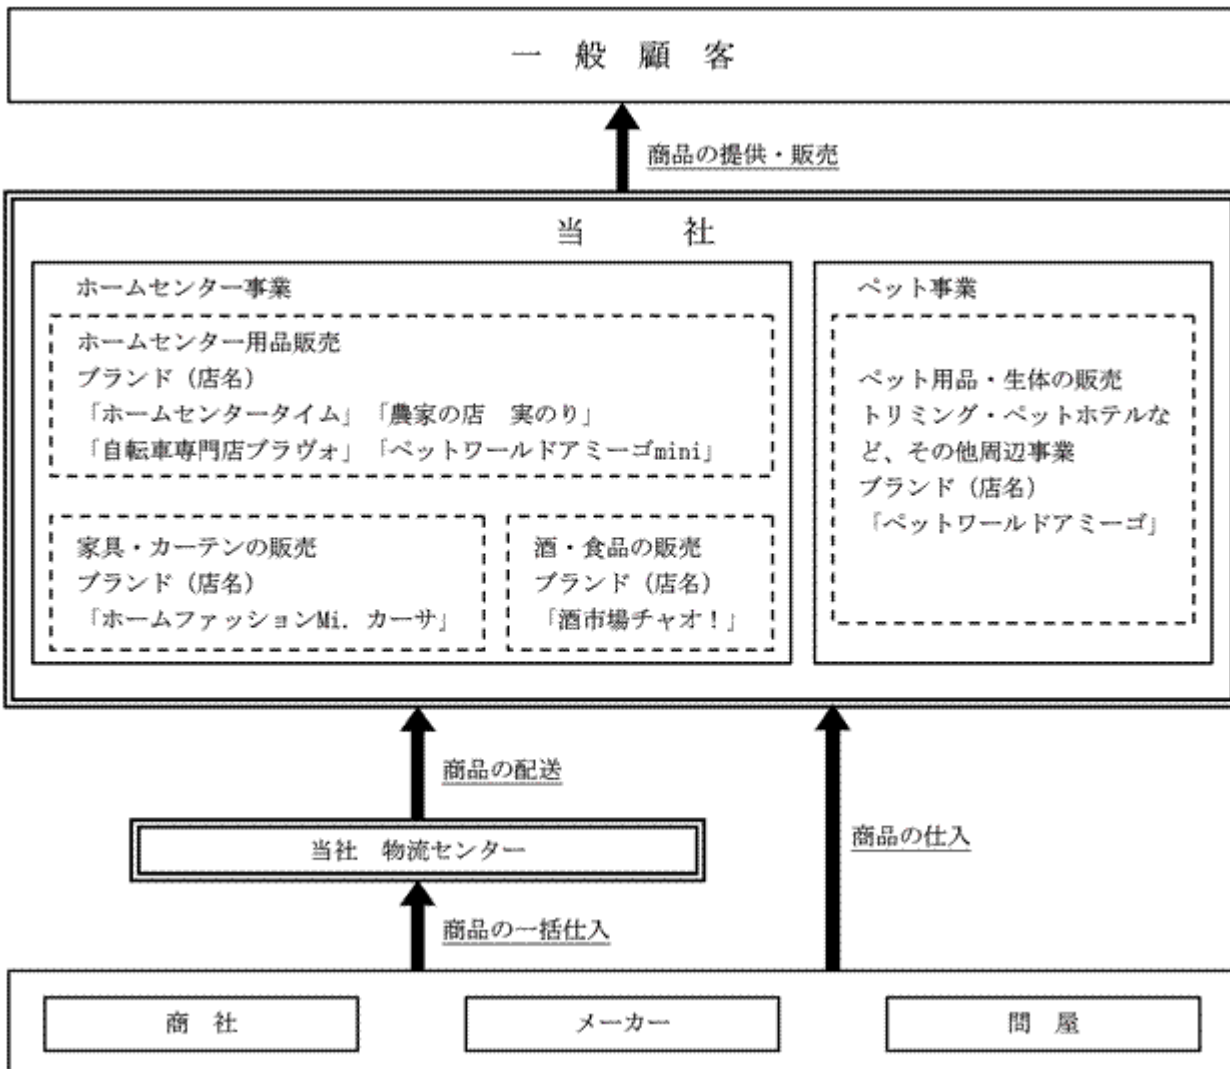 一 般 顧 客
商品の提供・販売
当 社
ホームセンター事業
ホームセンター用品販売
ブランド（店名）
「ホームセンタータイム」「農家の店 実のり」
「自転車専門店ブラヴォ」「ペットワールドアミーゴmini」
家具・カーテンの販売
ブランド（店名）
「ホームファッションMi. カーサ」
酒・食品の販売
ブランド（店名）
「酒市場チャオ！」
ペット事業
ペット用品・生体の販売
トリミング・ペットホテルな
ど、その他周辺事業
ブランド（店名）
「ペットワールドアミーゴ」
商品の配送
当社 物流センター
商品の一括仕入
商品の仕入
商 社
メーカー
問 屋